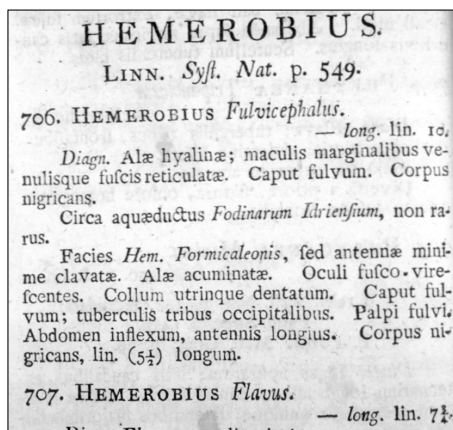 HEMEROBIUS.
LINN. Syſt. Nat. p. 549.
706. HEMEROBIUS Fulvicephalus.
— long. lin. 10.
Diagn. Alæ hyalinæ; maculis marginalibus ve-
nulisque fuſcis reticulatæ. Caput fulvum. Corpus
nigricans.
Circa aquæductus Fodinarum Idrienſium, non ra-
rus.
Facies Hem. Formicaleonis, ſed antennæ mini-
me clavatæ. Alæ acuminatæ. Oculi fuſco-vire-
ſcentes. Collum utrinque dentatum. Caput ful-
vum; tuberculis tribus occipitalibus. Palpi fulvi.
Abdomen inflexum, antennis longius. Corpus ni-
gricans, lin. (5½) longum.
707. HEMEROBIUS Flavus.
— long. lin. 7¾.